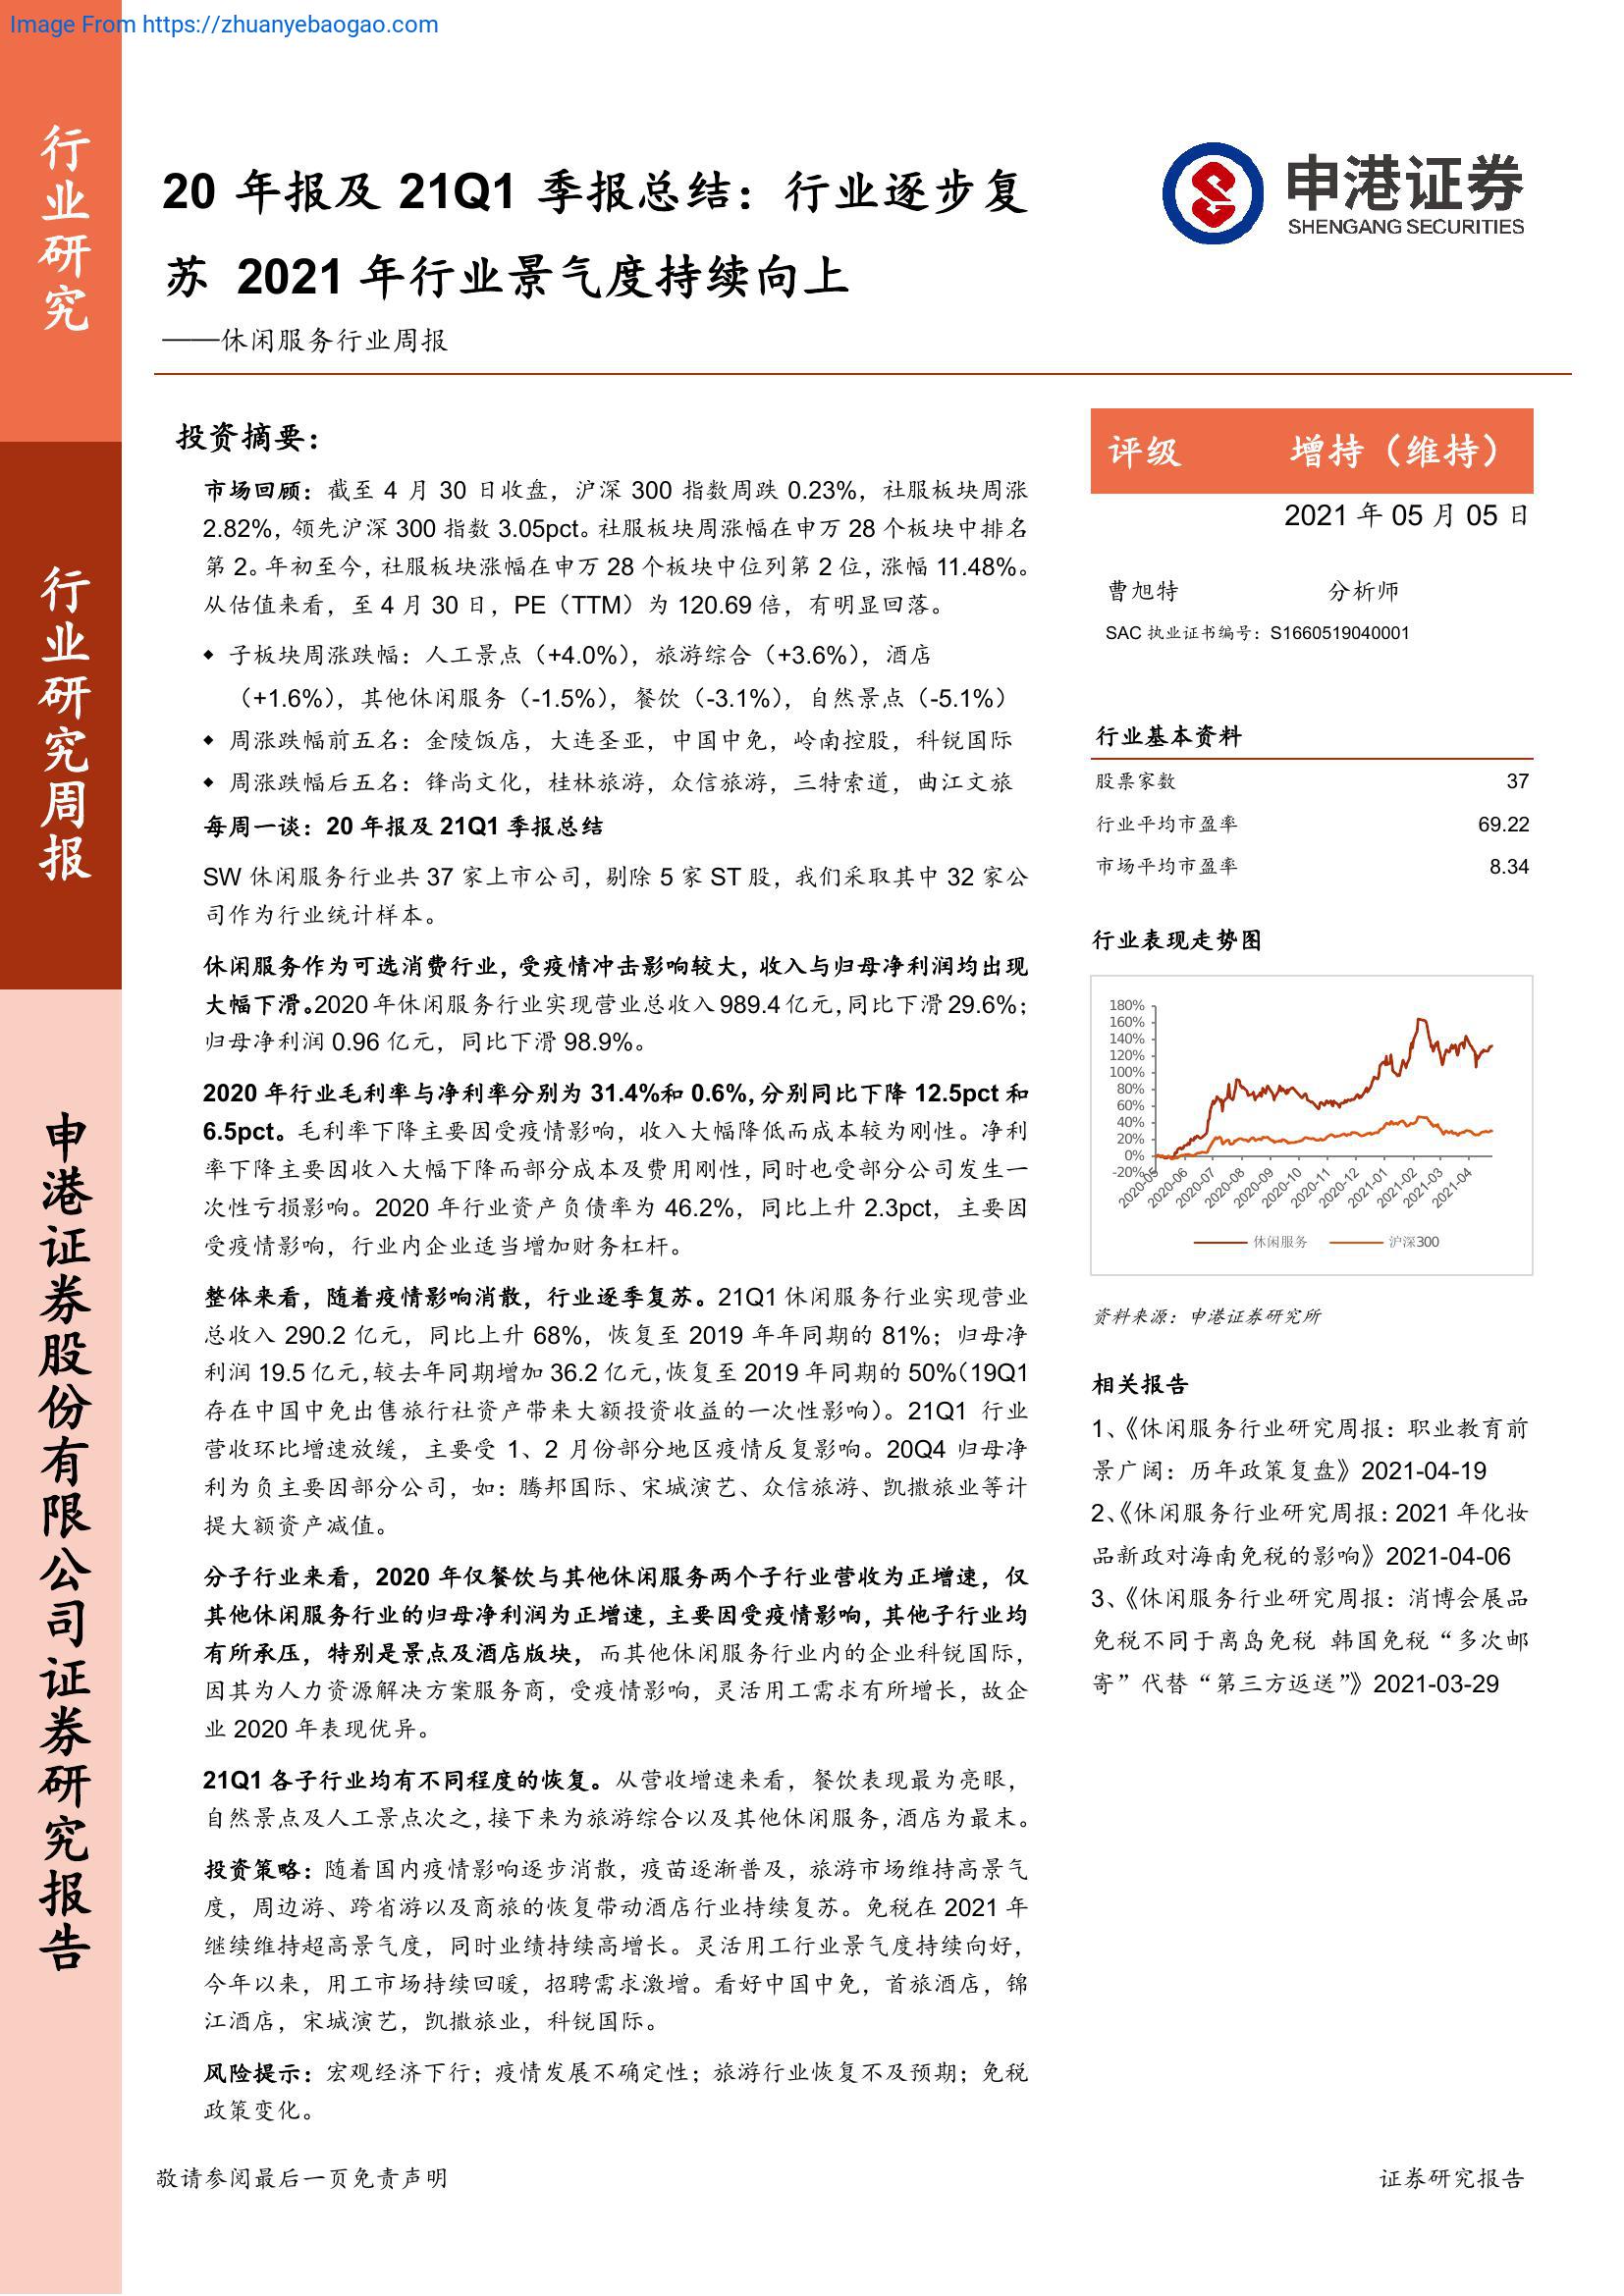 Image From https://zhuanyebaogao.com
行业研究
行业研究周报
申港证券股份有限公司证券研究报告
20 年报及 21Q1 季报总结：行业逐步复
苏 2021 年行业景气度持续向上
——休闲服务行业周报
申港证券
SHENGANG SECURITIES
投资摘要：
市场回顾：截至 4 月 30 日收盘，沪深 300 指数周跌 0.23%，社服板块周涨
2.82%，领先沪深 300 指数 3.05pct。社服板块周涨幅在申万 28 个板块中排名
第 2。年初至今，社服板块涨幅在申万 28 个板块中位列第 2 位，涨幅 11.48%。
从估值来看，至 4 月 30 日，PE（TTM）为 120.69 倍，有明显回落。
◆ 子板块周涨跌幅：人工景点（+4.0%），旅游综合（+3.6%），酒店
（+1.6%），其他休闲服务（-1.5%），餐饮（-3.1%），自然景点（-5.1%）
◆ 周涨跌幅前五名：金陵饭店，大连圣亚，中国中免，岭南控股，科锐国际
◆ 周涨跌幅后五名：锋尚文化，桂林旅游，众信旅游，三特索道，曲江文旅
每周一谈：20 年报及 21Q1 季报总结
SW 休闲服务行业共 37 家上市公司，剔除 5 家 ST 股，我们采取其中 32 家公
司作为行业统计样本。
休闲服务作为可选消费行业，受疫情冲击影响较大，收入与归母净利润均出现
大幅下滑。2020 年休闲服务行业实现营业总收入 989.4 亿元，同比下滑 29.6%；
归母净利润 0.96 亿元，同比下滑 98.9%。
2020 年行业毛利率与净利率分别为 31.4%和 0.6%，分别同比下降 12.5pct 和
6.5pct。毛利率下降主要因受疫情影响，收入大幅降低而成本较为刚性。净利
率下降主要因收入大幅下降而部分成本及费用刚性，同时也受部分公司发生一
次性亏损影响。2020 年行业资产负债率为 46.2%，同比上升 2.3pct，主要因
受疫情影响，行业内企业适当增加财务杠杆。
整体来看，随着疫情影响消散，行业逐季复苏。21Q1 休闲服务行业实现营业
总收入 290.2 亿元，同比上升 68%，恢复至 2019 年年同期的 81%；归母净
利润 19.5 亿元，较去年同期增加 36.2 亿元，恢复至 2019 年同期的 50%（19Q1
存在中国中免出售旅行社资产带来大额投资收益的一次性影响）。21Q1 行业
营收环比增速放缓，主要受 1、2 月份部分地区疫情反复影响。20Q4 归母净
利为负主要因部分公司，如：腾邦国际、宋城演艺、众信旅游、凯撒旅业等计
提大额资产减值。
分子行业来看，2020 年仅餐饮与其他休闲服务两个子行业营收为正增速，仅
其他休闲服务行业的归母净利润为正增速，主要因受疫情影响，其他子行业均
有所承压，特别是景点及酒店版块，而其他休闲服务行业内的企业科锐国际，
因其为人力资源解决方案服务商，受疫情影响，灵活用工需求有所增长，故企
业 2020 年表现优异。
21Q1 各子行业均有不同程度的恢复。从营收增速来看，餐饮表现最为亮眼，
自然景点及人工景点次之，接下来为旅游综合以及其他休闲服务，酒店为最末。
投资策略：随着国内疫情影响逐步消散，疫苗逐渐普及，旅游市场维持高景气
度，周边游、跨省游以及商旅的恢复带动酒店行业持续复苏。免税在 2021 年
继续维持超高景气度，同时业绩持续高增长。灵活用工行业景气度持续向好，
今年以来，用工市场持续回暖，招聘需求激增。看好中国中免，首旅酒店，锦
江酒店，宋城演艺，凯撒旅业，科锐国际。
风险提示：宏观经济下行；疫情发展不确定性；旅游行业恢复不及预期；免税
政策变化。
评级 增持（维持）
2021 年 05 月 05 日
曹旭特 分析师
SAC 执业证书编号：S1660519040001
行业基本资料
股票家数 37
行业平均市盈率 69.22
市场平均市盈率 8.34
行业表现走势图
180%
160%
140%
120%
100%
80%
60%
40%
20%
0%
-20%
2020-05 2020-06 2020-07 2020-08 2020-09 2020-10 2020-11 2020-12 2021-01 2021-02 2021-03 2021-04
休闲服务 沪深300
资料来源：申港证券研究所
相关报告
1、《休闲服务行业研究周报：职业教育前
景广阔：历年政策复盘》2021-04-19
2、《休闲服务行业研究周报：2021 年化妆
品新政对海南免税的影响》2021-04-06
3、《休闲服务行业研究周报：消博会展品
免税不同于离岛免税 韩国免税“多次邮
寄”代替“第三方返送”》2021-03-29
敬请参阅最后一页免责声明 证券研究报告